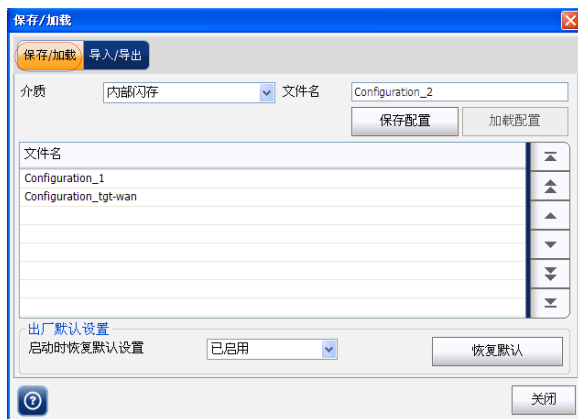 保存/加载
保存/加载 导入/导出
介质 内部闪存 文件名 Configuration_2
保存配置 加载配置
文件名
Configuration_1
Configuration_tgt-wan
出厂默认设置
启动时恢复默认设置 已启用 恢复默认
关闭